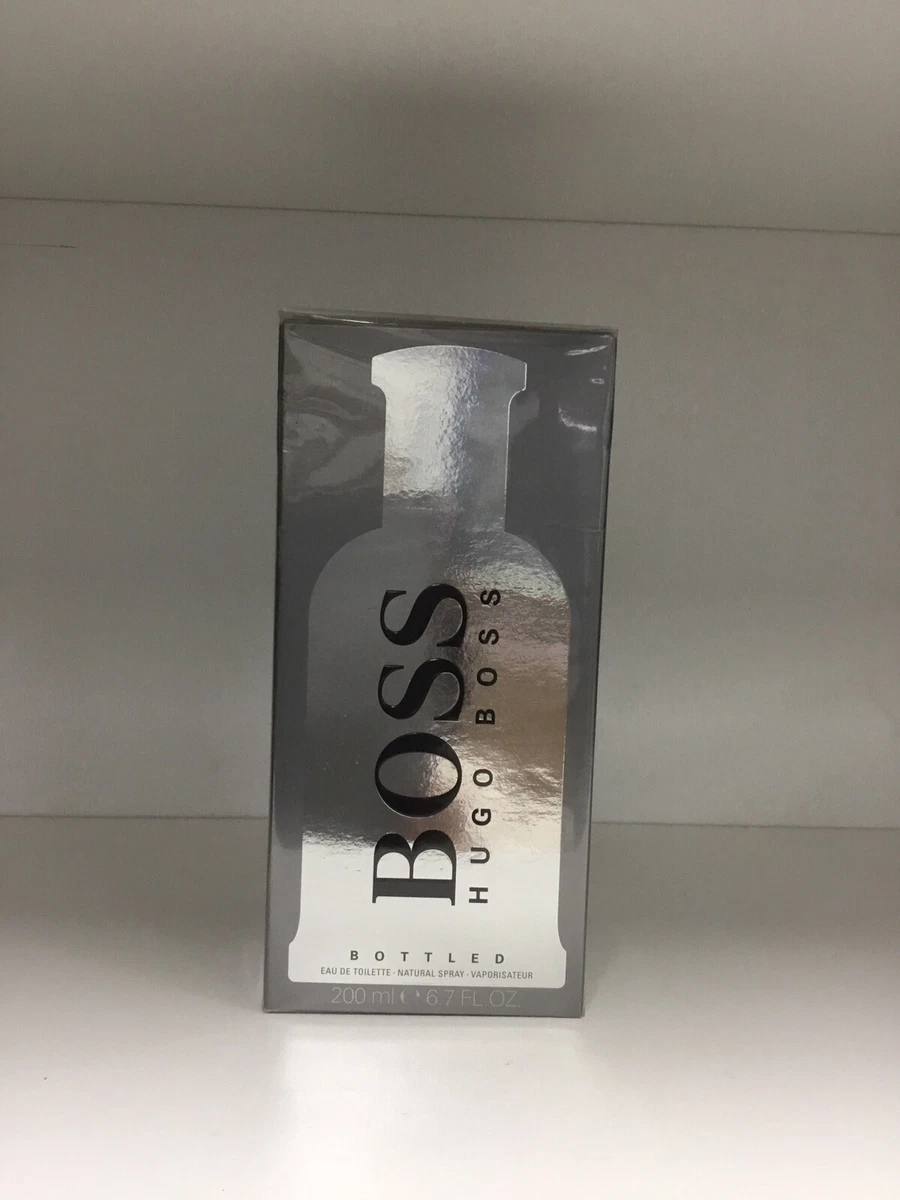 BOSS
HUGO BOSS
BOTTLED
EAU DE TOILETTE · NATURAL SPRAY · VAPORISATEUR
200 ml ℮ 6.7 FL.OZ.